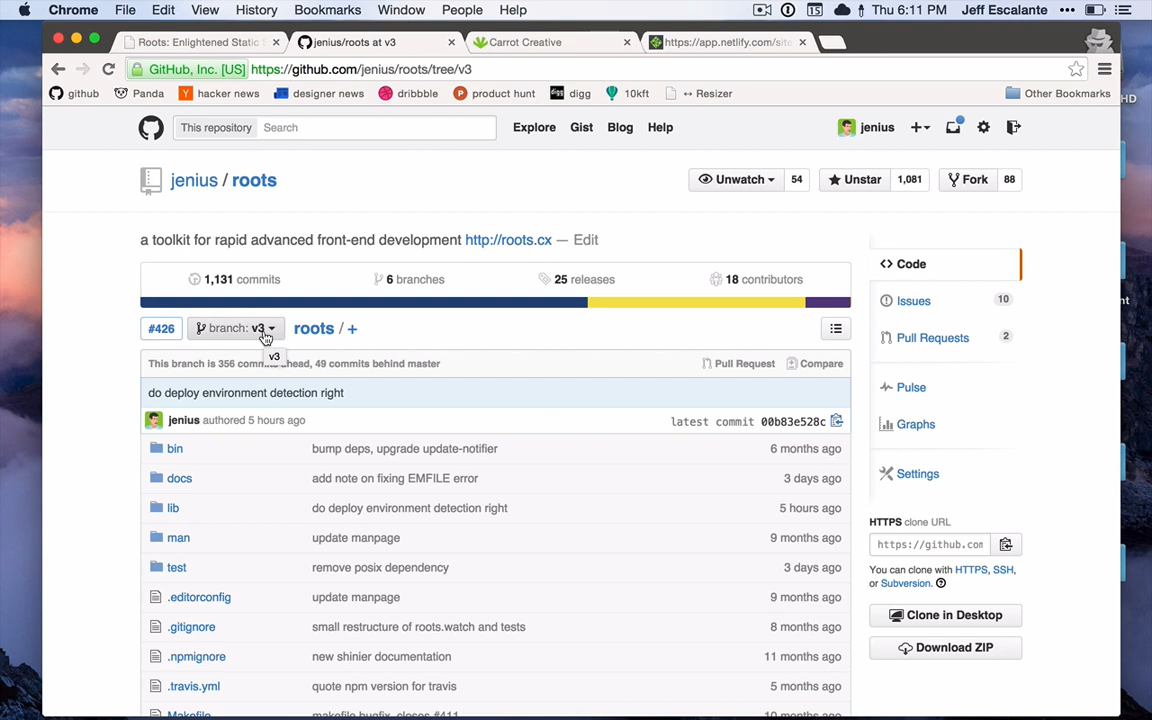 Chrome File Edit View History Bookmarks Window People Help 15 Thu 6:11 PM Jeff Escalante
Roots: Enlightened Static S jenius/roots at v3 Carrot Creative https://app.netlify.com/site
GitHub, Inc. [US] https://github.com/jenius/roots/tree/v3
github Panda hacker news designer news dribbble product hunt digg 10kft ↔ Resizer Other Bookmarks
HD
This repository Search Explore Gist Blog Help jenius
jenius / roots Unwatch 54 Unstar 1,081 Fork 88
a toolkit for rapid advanced front-end development http://roots.cx — Edit
<> Code
1,131 commits 6 branches 25 releases 18 contributors
Issues 10
nt
#426 branch: v3 roots / +
Pull Requests 2
v3
This branch is 356 commits ahead, 49 commits behind master Pull Request Compare
Pulse
do deploy environment detection right
jenius authored 5 hours ago latest commit 00b83e528c
Graphs
bin bump deps, upgrade update-notifier 6 months ago
Settings
docs add note on fixing EMFILE error 3 days ago
lib do deploy environment detection right 5 hours ago
HTTPS clone URL
man update manpage 9 months ago
https://github.com
test remove posix dependency 3 days ago
You can clone with HTTPS, SSH,
or Subversion.
.editorconfig update manpage 9 months ago
Clone in Desktop
.gitignore small restructure of roots.watch and tests 8 months ago
Download ZIP
.npmignore new shinier documentation 11 months ago
.travis.yml quote npm version for travis 5 months ago
Makefile makefile bugfix, closes #411 10 months ago